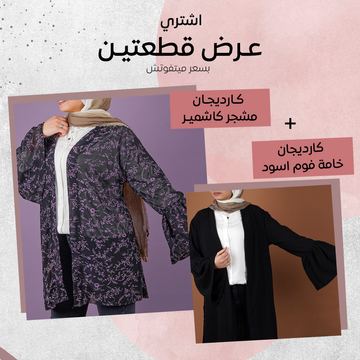 اشتري
عرض قطعتين
بسعر ميتفوتش
كارديجان
مشجر كاشمير
+
كارديجان
خامة فوم اسود